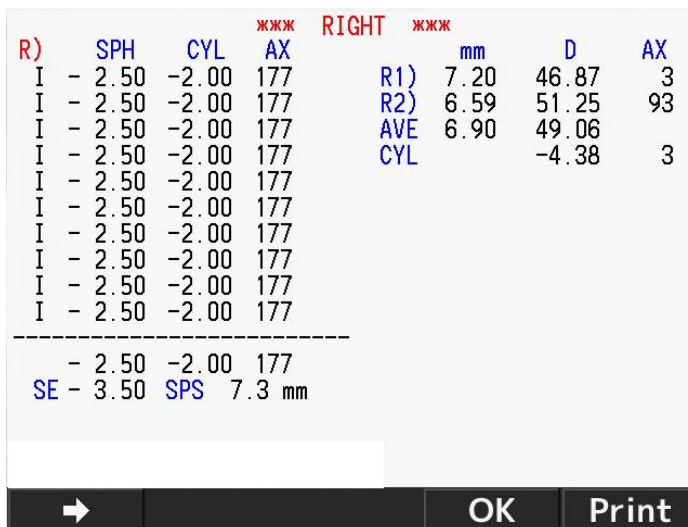 *** RIGHT ***
R) SPH CYL AX
I - 2.50 -2.00 177
I - 2.50 -2.00 177
I - 2.50 -2.00 177
I - 2.50 -2.00 177
I - 2.50 -2.00 177
I - 2.50 -2.00 177
I - 2.50 -2.00 177
I - 2.50 -2.00 177
I - 2.50 -2.00 177
I - 2.50 -2.00 177
- 2.50 -2.00 177
SE - 3.50 SPS 7.3 mm
mm D AX
R1) 7.20 46.87 3
R2) 6.59 51.25 93
AVE 6.90 49.06
CYL -4.38 3
OK Print